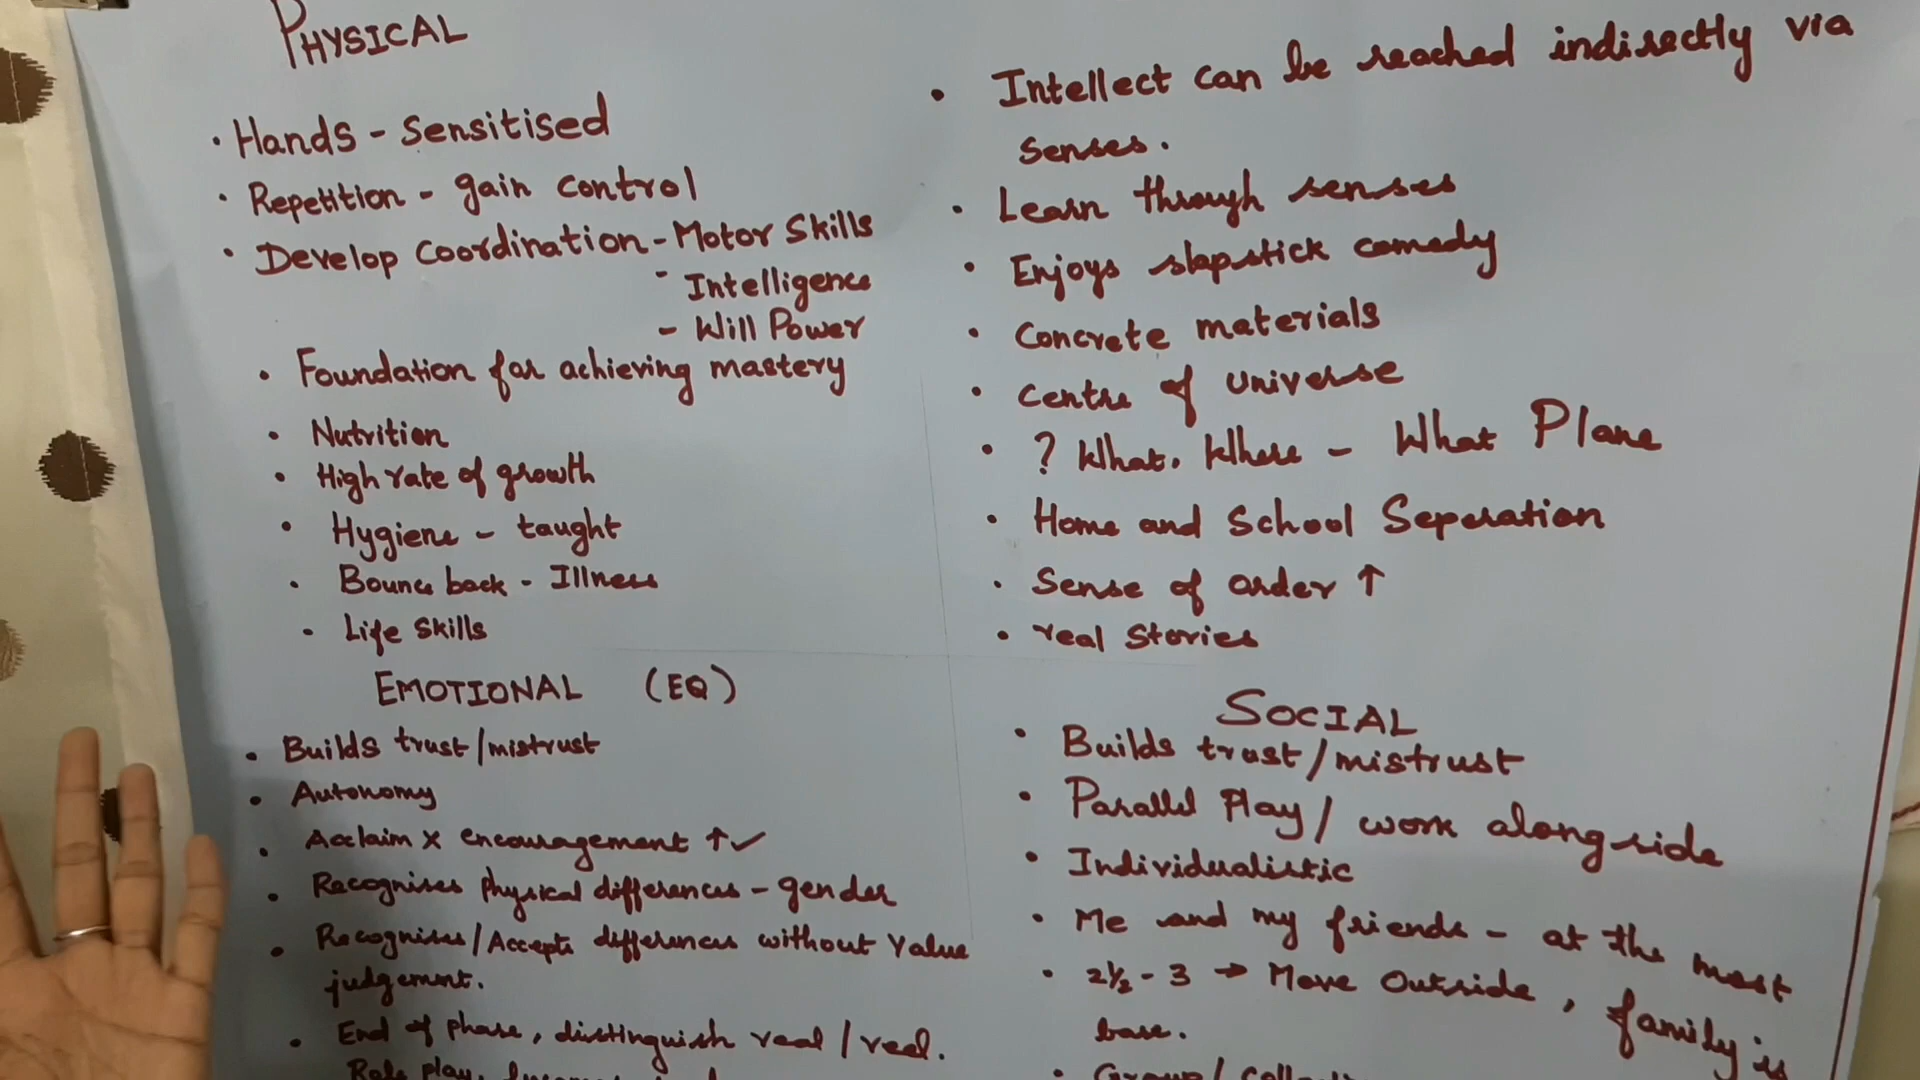 PHYSICAL
• Hands - Sensitised
• Repetition - gain control
• Develop Coordination - Motor Skills
- Intelligence
- Will Power
• Foundation for achieving mastery
• Nutrition
• High rate of growth
• Hygiene - taught
• Bounce back - Illness
• Life skills
• Intellect can be reached indirectly via
senses.
• Learn through senses
• Enjoys slapstick comedy
• Concrete materials
• Centre of universe
• ? What. Where - What Plane
• Home and School Seperation
• Sense of order ↑
• real stories
EMOTIONAL (EQ)
• Builds trust/mistrust
• Autonomy
• Acclaim x encouragement ↑✓
• Recognises physical differences - gender
• Recognises/Accepts differences without value
judgement.
• End of phase, distinguish real / reel.
Role play,
SOCIAL
• Builds trust/mistrust
• Parallel Play/ work alongside
• Individualistic
• Me and my friends - at the most
• 2½ - 3 → Move Outside, family is
base.
• Group/